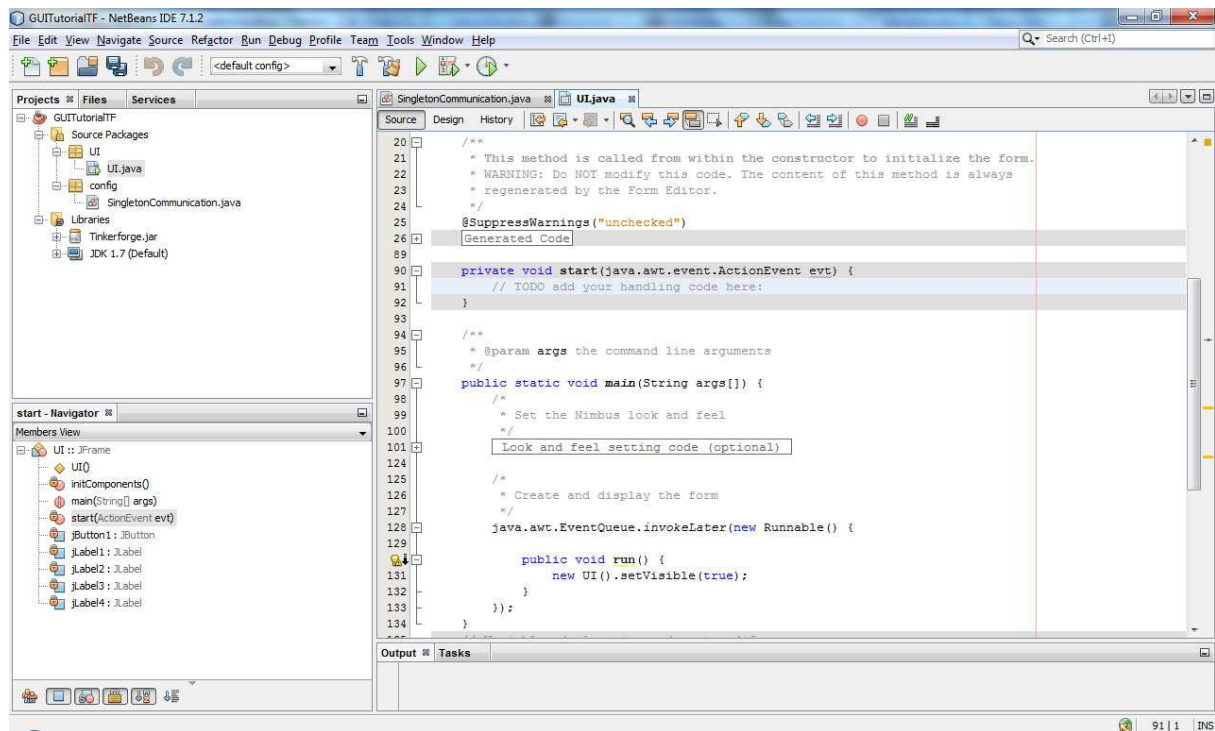 GUITutorialTF - NetBeans IDE 7.1.2
File Edit View Navigate Source Refactor Run Debug Profile Team Tools Window Help
Search (Ctrl+I)
<default config>
Projects Files Services
GUITutorialTF
Source Packages
UI
UI.java
config
SingletonCommunication.java
Libraries
Tinkerforge.jar
JDK 1.7 (Default)
start - Navigator
Members View
UI :: JFrame
UI()
initComponents()
main(String[] args)
start(ActionEvent evt)
jButton1 : JButton
jLabel1 : JLabel
jLabel2 : JLabel
jLabel3 : JLabel
jLabel4 : JLabel
SingletonCommunication.java UI.java
Source Design History
20 /**
21 * This method is called from within the constructor to initialize the form.
22 * WARNING: Do NOT modify this code. The content of this method is always
23 * regenerated by the Form Editor.
24 */
25 @SuppressWarnings("unchecked")
26 Generated Code
89
90 private void start(java.awt.event.ActionEvent evt) {
91 // TODO add your handling code here:
92 }
93
94 /**
95 * @param args the command line arguments
96 */
97 public static void main(String args[]) {
98 /*
99 * Set the Nimbus look and feel
100 */
101 Look and feel setting code (optional)
124
125 /*
126 * Create and display the form
127 */
128 java.awt.EventQueue.invokeLater(new Runnable() {
129
public void run() {
131 new UI().setVisible(true);
132 }
133 });
134 }
Output Tasks
91 | 1 INS